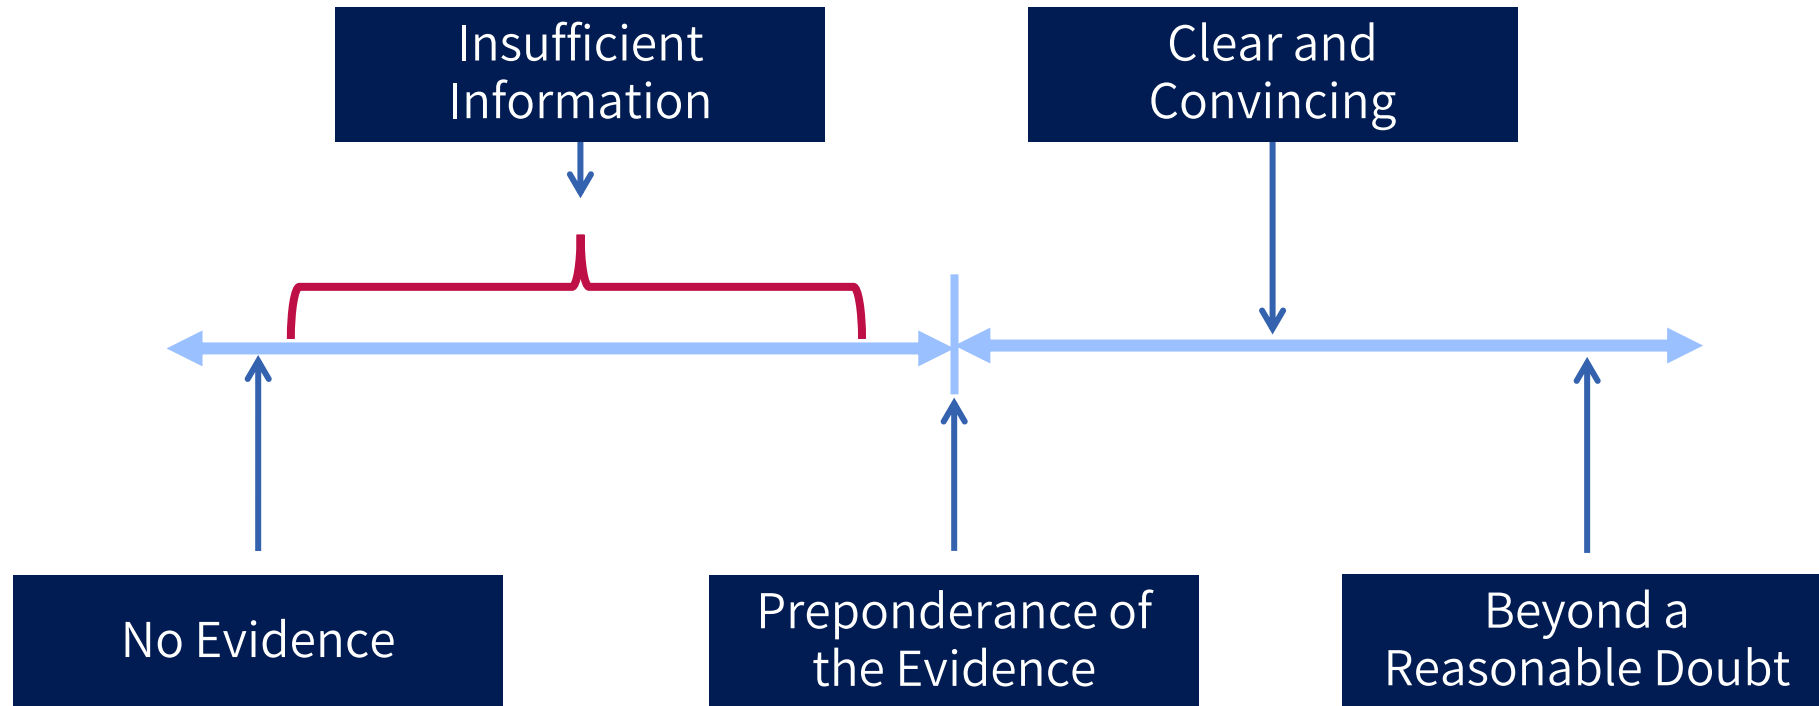 Insufficient
Information
Clear and
Convincing
No Evidence
Preponderance of
the Evidence
Beyond a
Reasonable Doubt